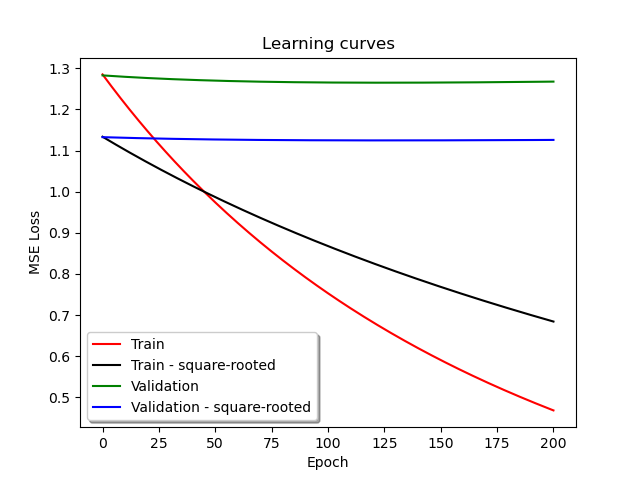 Learning curves
MSE Loss
1.3
1.2
1.1
1.0
0.9
0.8
0.7
0.6
0.5
Train
Train - square-rooted
Validation
Validation - square-rooted
0 25 50 75 100 125 150 175 200
Epoch